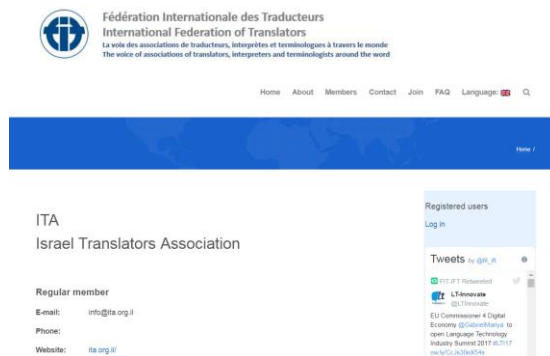 Fédération Internationale des Traducteurs
International Federation of Translators
La voix des associations de traducteurs, interprètes et terminologues à travers le monde
The voice of associations of translators, interpreters and terminologists around the word
Home About Members Contact Join FAQ Language:
Home /
ITA
Israel Translators Association
Regular member
E-mail: info@ita.org.il
Phone:
Website: ita.org.il/
Registered users
Log in
Tweets by @fit_ift
FIT.IFT Retweeted
LT-Innovate
@LTInnovate
EU Commissioner 4 Digital
Economy @GabrielMariya to
open Language Technology
Industry Summit 2017 #LTI17